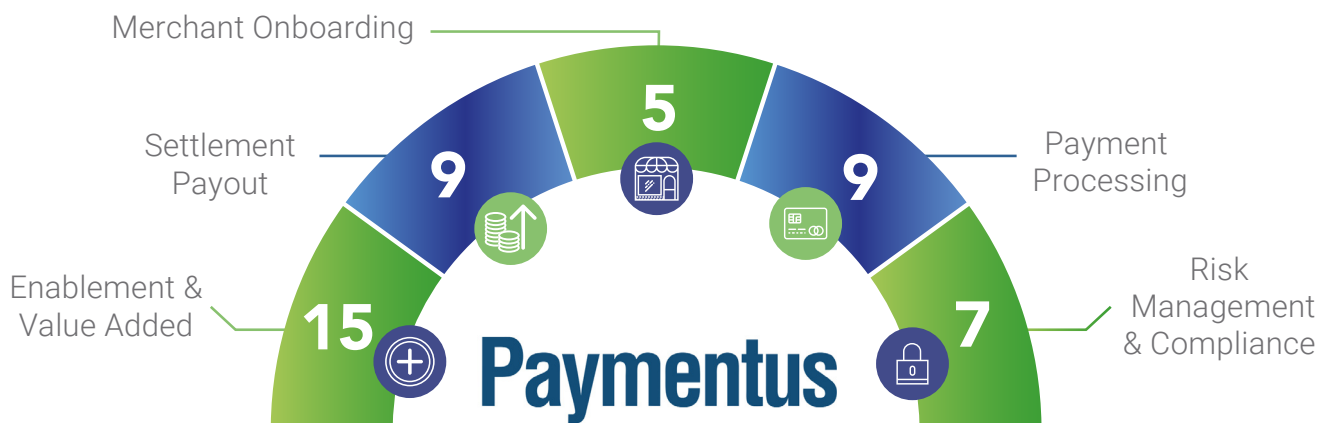 Merchant Onboarding
5
Settlement
Payout
9
9
Payment
Processing
Enablement &
Value Added
15
7
Risk
Management
& Compliance
Paymentus